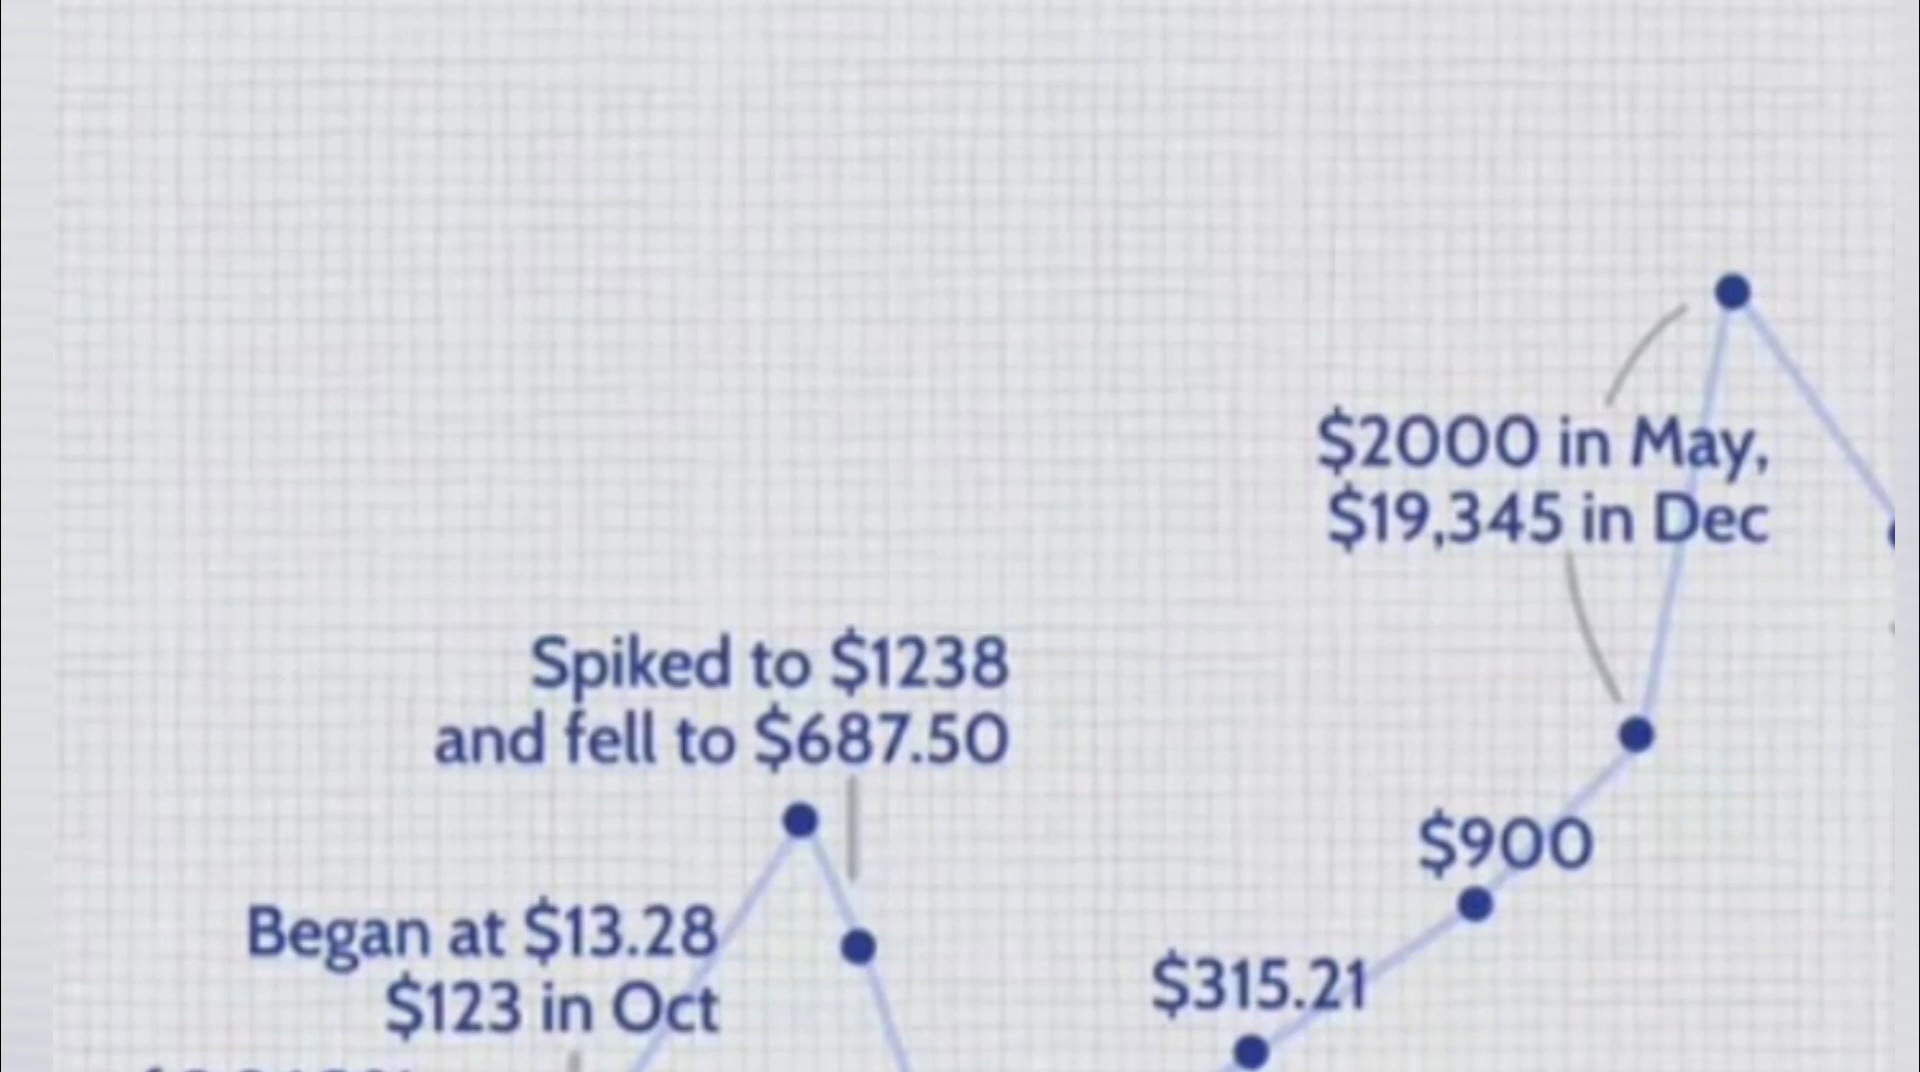 $2000 in May,
$19,345 in Dec
Spiked to $1238
and fell to $687.50
$900
Began at $13.28
$123 in Oct
$315.21